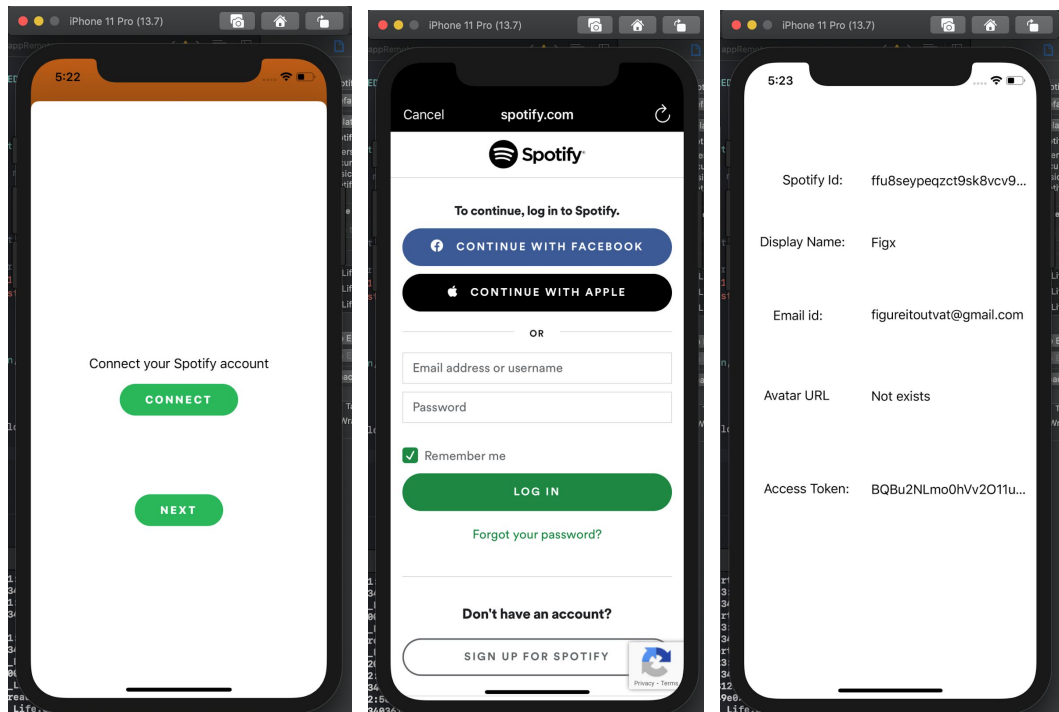 iPhone 11 Pro (13.7)
5:22
Connect your Spotify account
CONNECT
NEXT
iPhone 11 Pro (13.7)
Cancel spotify.com
Spotify
To continue, log in to Spotify.
CONTINUE WITH FACEBOOK
CONTINUE WITH APPLE
OR
Email address or username
Password
Remember me
LOG IN
Forgot your password?
Don't have an account?
SIGN UP FOR SPOTIFY
Privacy - Terms
iPhone 11 Pro (13.7)
5:23
Spotify Id: ffu8seypeqzct9sk8vcv9...
Display Name: Figx
Email id: figureitoutvat@gmail.com
Avatar URL Not exists
Access Token: BQBu2NLmo0hVv2O11u...